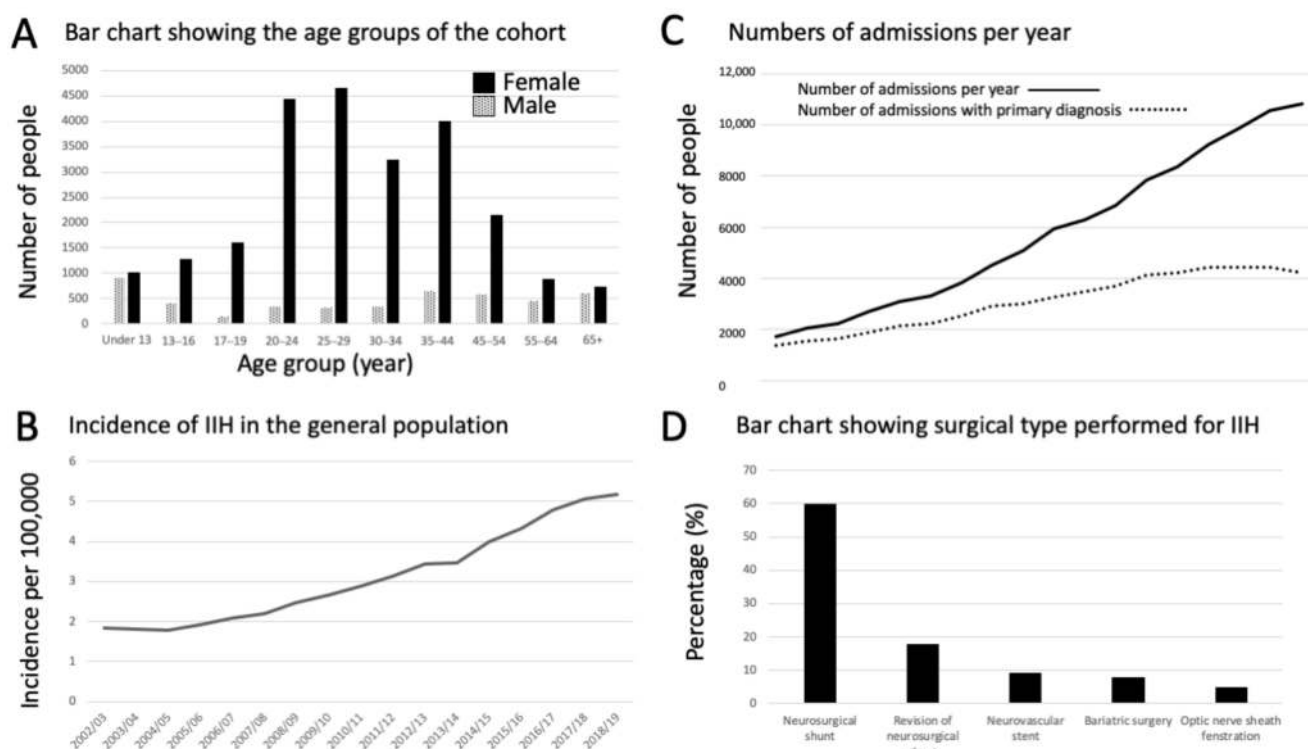 A Bar chart showing the age groups of the cohort
Number of people
5000
4500
4000
3500
3000
2500
2000
1500
1000
500
0
Female
Male
Under 13 13–16 17–19 20–24 25–29 30–34 35–44 45–54 55–64 65+
Age group (year)
B Incidence of IIH in the general population
Incidence per 100,000
6
5
4
3
2
1
0
2002/03 2003/04 2004/05 2005/06 2006/07 2007/08 2008/09 2009/10 2010/11 2011/12 2012/13 2013/14 2014/15 2015/16 2016/17 2017/18 2018/19
C Numbers of admissions per year
Number of people
12,000
10,000
8000
6000
4000
2000
0
Number of admissions per year
Number of admissions with primary diagnosis
D Bar chart showing surgical type performed for IIH
Percentage (%)
70
60
50
40
30
20
10
0
Neurosurgical
shunt
Revision of
neurosurgical
Neurovascular
stent
Bariatric surgery
Optic nerve sheath
fenstration